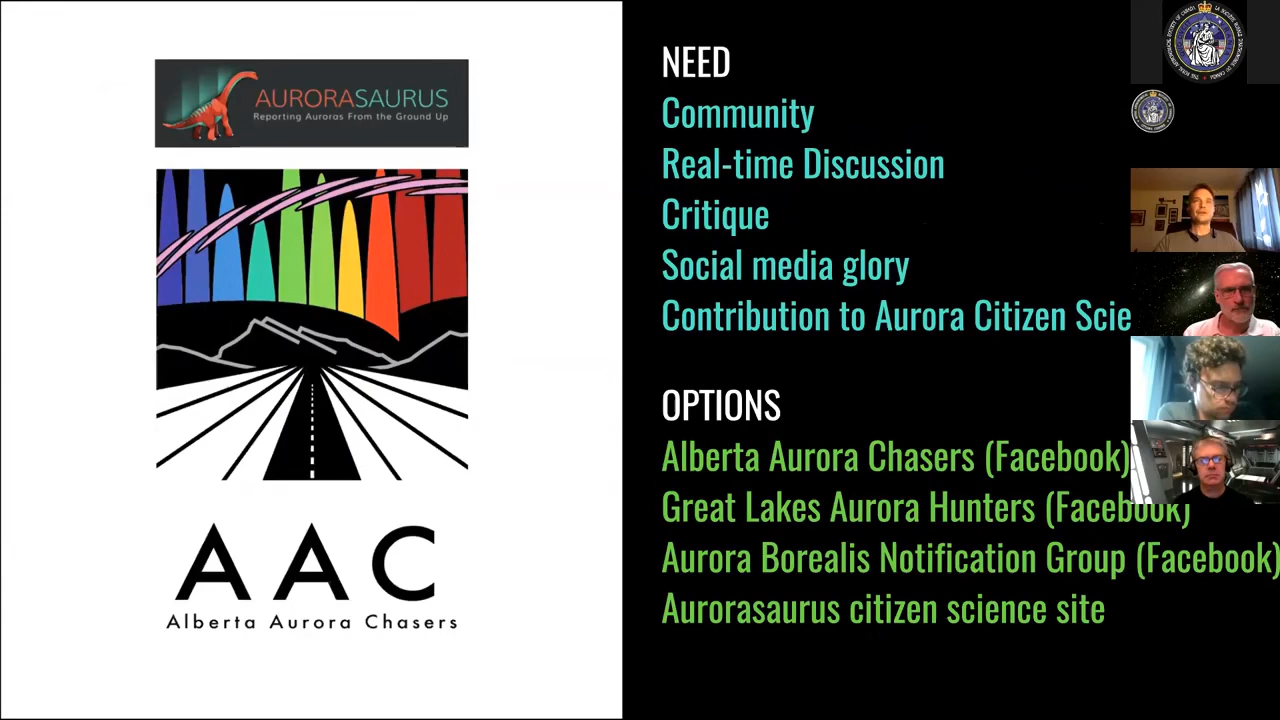 AURORASAURUS
Reporting Auroras From the Ground Up
AAC
Alberta Aurora Chasers
NEED
Community
Real-time Discussion
Critique
Social media glory
Contribution to Aurora Citizen Scie
OPTIONS
Alberta Aurora Chasers (Facebook)
Great Lakes Aurora Hunters (Facebook)
Aurora Borealis Notification Group (Facebook)
Aurorasaurus citizen science site